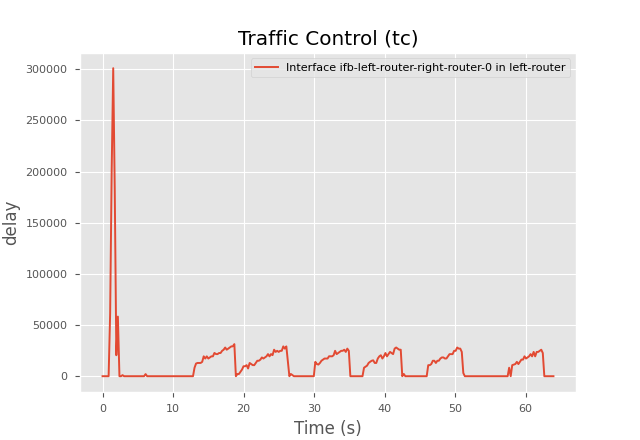 Traffic Control (tc)
Interface ifb-left-router-right-router-0 in left-router
300000
250000
200000
150000
100000
50000
0
delay
0 10 20 30 40 50 60
Time (s)